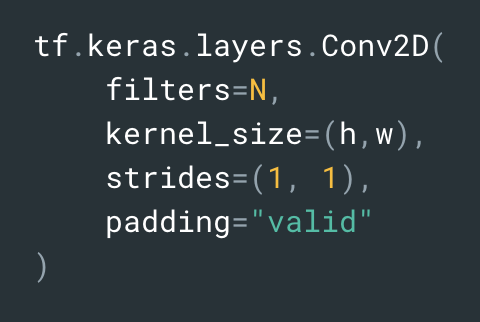 tf.keras.layers.Conv2D(
    filters=N,
    kernel_size=(h,w),
    strides=(1, 1),
    padding="valid"
)